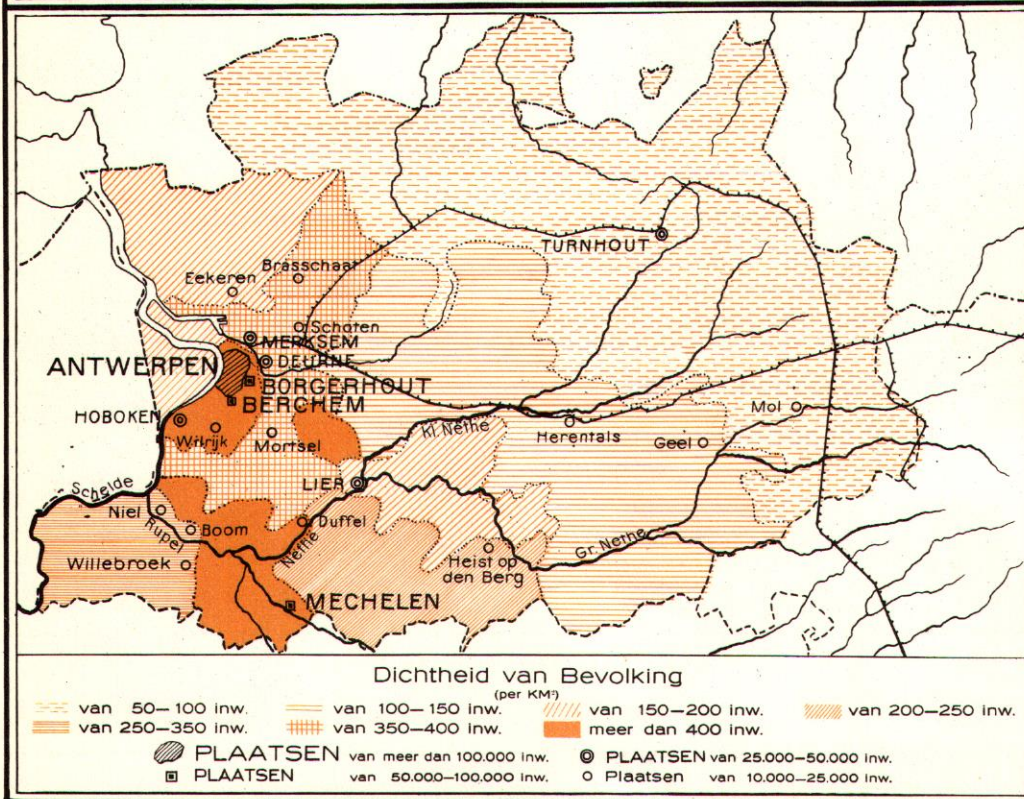 TURNHOUT
Brasschaat
Eekeren
Schoten
MERKSEM
ANTWERPEN
DEURNE
BORGERHOUT
BERCHEM
HOBOKEN
Wilrijk
Mortsel
Kl. Nethe
Herentals
Mol
Geel
LIER
Schelde
Niel
Rupel
Boom
Duffel
Nethe
Willebroek
Heist op
den Berg
Gr. Nethe
MECHELEN
Dichtheid van Bevolking
(per KM²)
van 50–100 inw. van 100–150 inw. van 150–200 inw. van 200–250 inw.
van 250–350 inw. van 350–400 inw. meer dan 400 inw.
PLAATSEN van meer dan 100.000 inw. PLAATSEN van 25.000–50.000 inw.
PLAATSEN van 50.000–100.000 inw. Plaatsen van 10.000–25.000 inw.